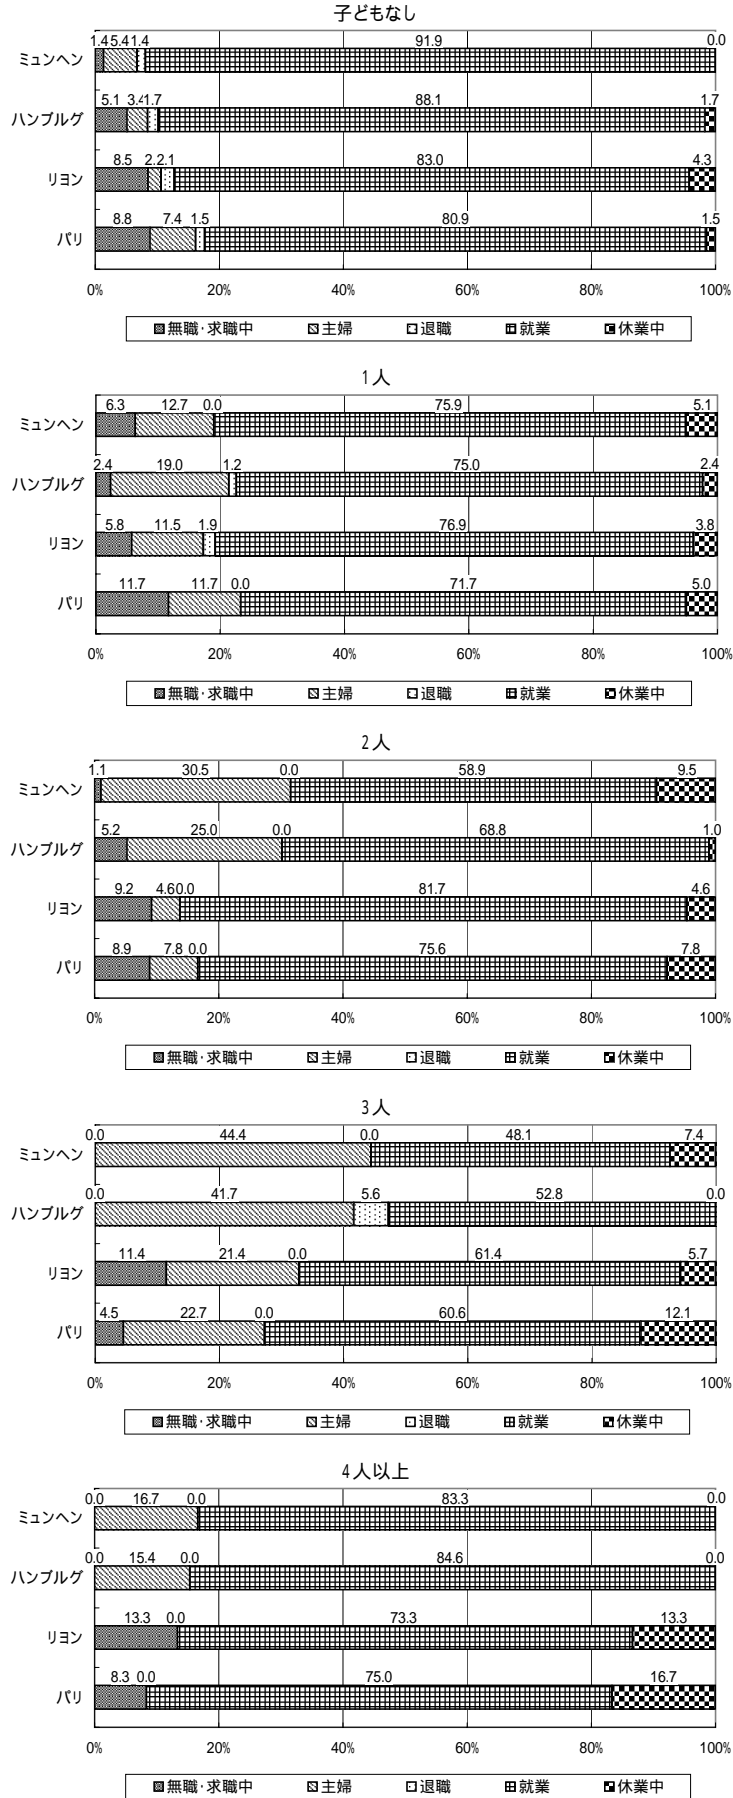 子どもなし
1.4 5.4 1.4 91.9 0.0
ミュンヘン
5.1 3.4 1.7 88.1 1.7
ハンブルグ
8.5 2.2 2.1 83.0 4.3
リヨン
8.8 7.4 1.5 80.9 1.5
パリ
0% 20% 40% 60% 80% 100%
無職・求職中 主婦 退職 就業 休業中
1人
6.3 12.7 0.0 75.9 5.1
ミュンヘン
2.4 19.0 1.2 75.0 2.4
ハンブルグ
5.8 11.5 1.9 76.9 3.8
リヨン
11.7 11.7 0.0 71.7 5.0
パリ
0% 20% 40% 60% 80% 100%
無職・求職中 主婦 退職 就業 休業中
2人
1.1 30.5 0.0 58.9 9.5
ミュンヘン
5.2 25.0 0.0 68.8 1.0
ハンブルグ
9.2 4.6 0.0 81.7 4.6
リヨン
8.9 7.8 0.0 75.6 7.8
パリ
0% 20% 40% 60% 80% 100%
無職・求職中 主婦 退職 就業 休業中
3人
0.0 44.4 0.0 48.1 7.4
ミュンヘン
0.0 41.7 5.6 52.8 0.0
ハンブルグ
11.4 21.4 0.0 61.4 5.7
リヨン
4.5 22.7 0.0 60.6 12.1
パリ
0% 20% 40% 60% 80% 100%
無職・求職中 主婦 退職 就業 休業中
4人以上
0.0 16.7 0.0 83.3 0.0
ミュンヘン
0.0 15.4 0.0 84.6 0.0
ハンブルグ
13.3 0.0 73.3 13.3
リヨン
8.3 0.0 75.0 16.7
パリ
0% 20% 40% 60% 80% 100%
無職・求職中 主婦 退職 就業 休業中